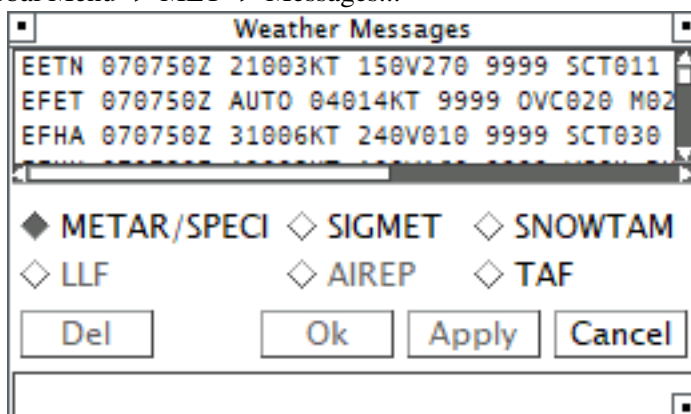 Weather Messages
EETN 070750Z 21003KT 150V270 9999 SCT011
EFET 070750Z AUTO 04014KT 9999 OVC020 M02
EFHA 070750Z 31006KT 240V010 9999 SCT030
METAR/SPECI SIGMET SNOWTAM
LLF AIREP TAF
Del Ok Apply Cancel